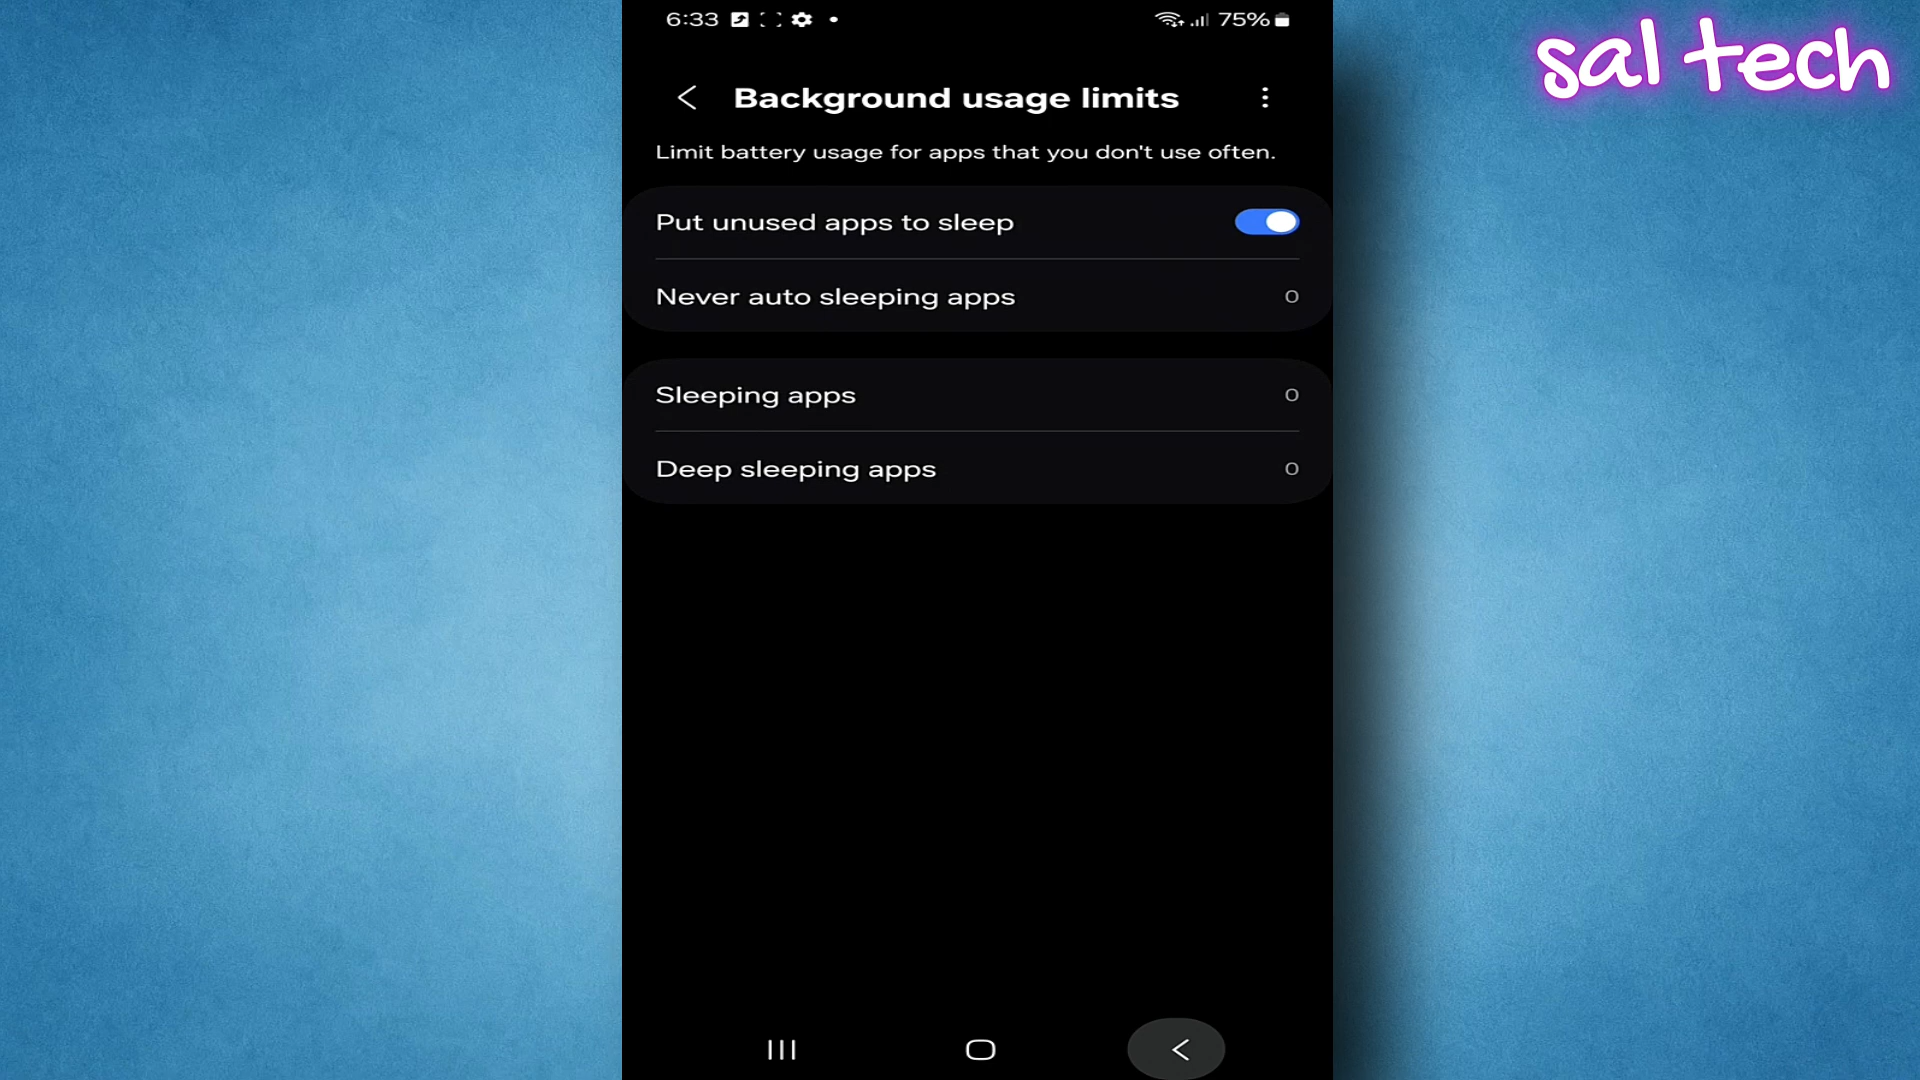 6:33 75%
sal tech
Background usage limits
Limit battery usage for apps that you don't use often.
Put unused apps to sleep
Never auto sleeping apps 0
Sleeping apps 0
Deep sleeping apps 0